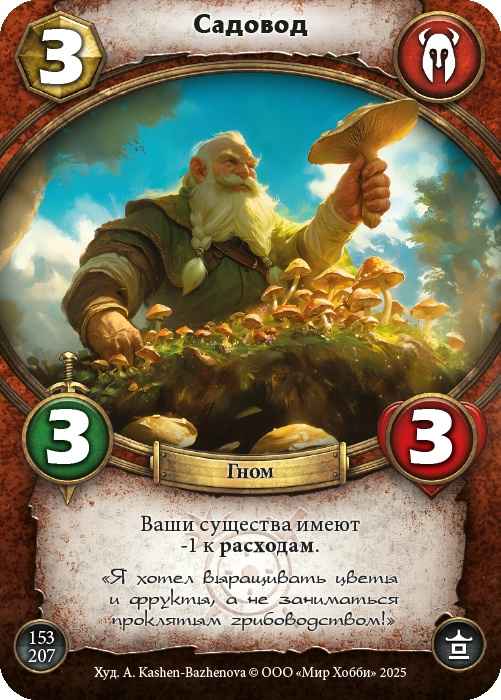 Садовод
3
3
3
Гном
Ваши существа имеют
-1 к расходам.
«Я хотел выращивать цветы
и фрукты, а не заниматься
проклятым грибоводством!»
153
207
Худ. A. Kashen-Bazhenova © ООО «Мир Хобби» 2025